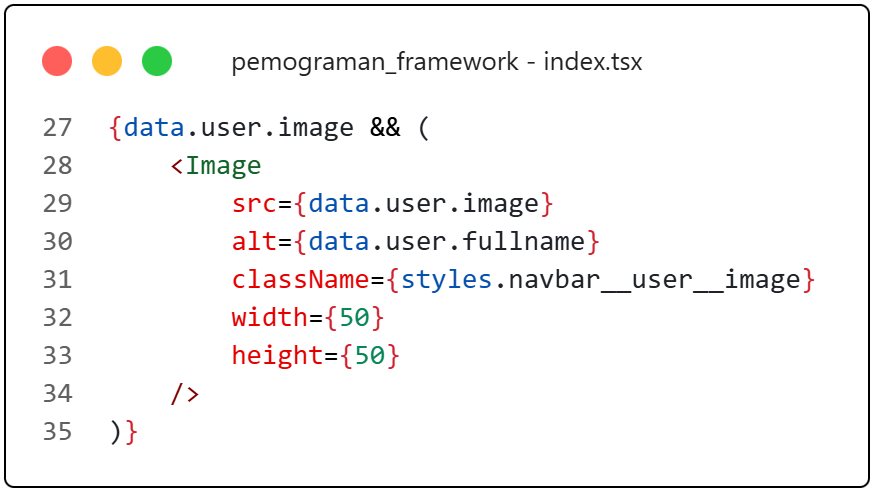 pemograman_framework - index.tsx
27 {data.user.image && (
28     <Image
29         src={data.user.image}
30         alt={data.user.fullname}
31         className={styles.navbar__user__image}
32         width={50}
33         height={50}
34     />
35 )}